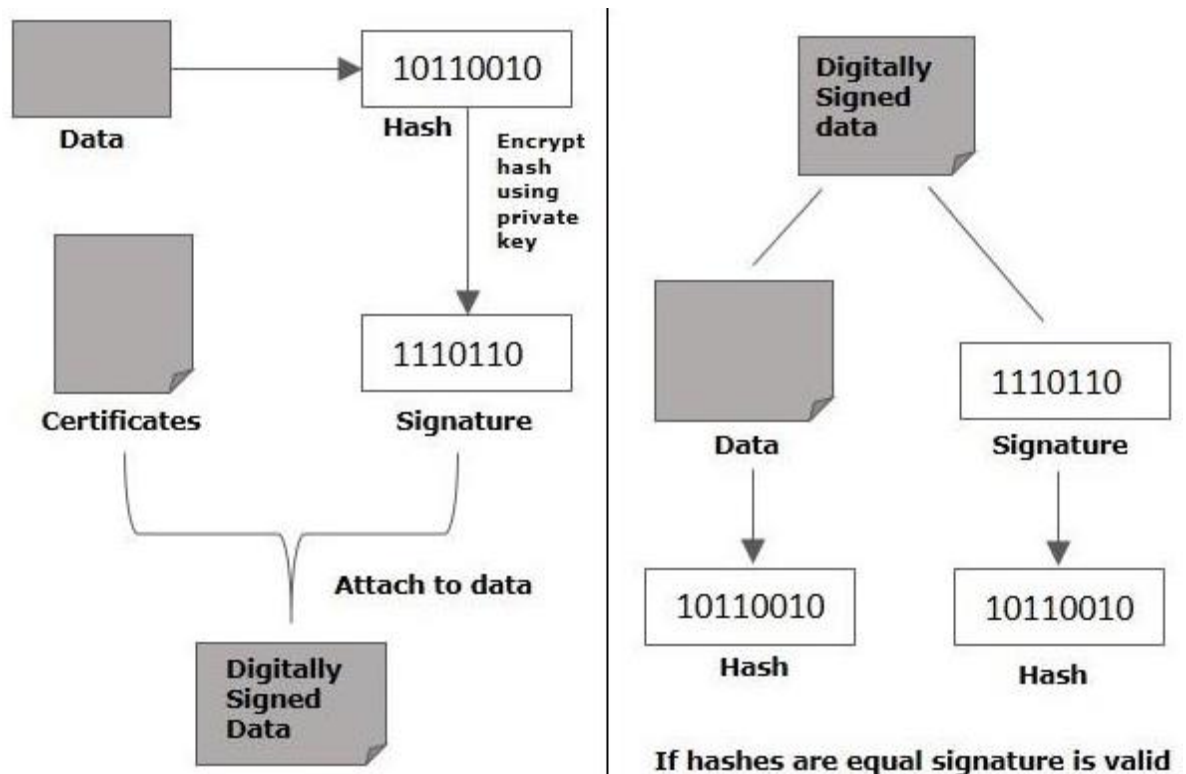 10110010
Data
Hash
Encrypt
hash
using
private
key
1110110
Certificates
Signature
Attach to data
Digitally
Signed
Data
Digitally
Signed
data
Data
1110110
Signature
10110010
Hash
10110010
Hash
If hashes are equal signature is valid